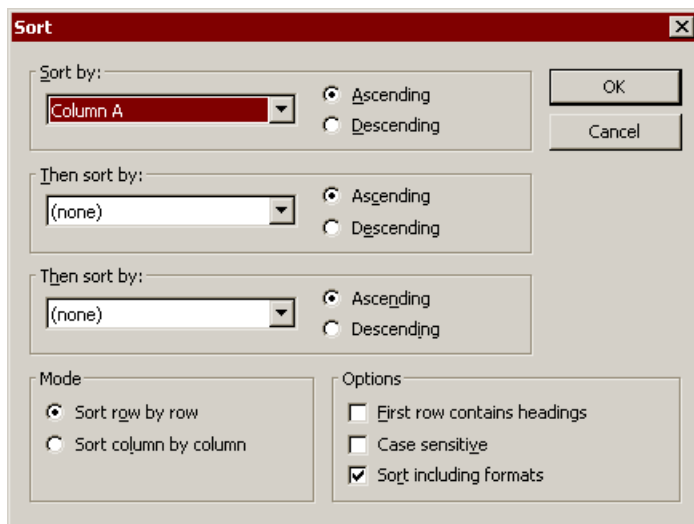 Sort
Sort by:
Column A
Ascending
Descending
OK
Cancel
Then sort by:
(none)
Ascending
Descending
Then sort by:
(none)
Ascending
Descending
Mode
Sort row by row
Sort column by column
Options
First row contains headings
Case sensitive
Sort including formats